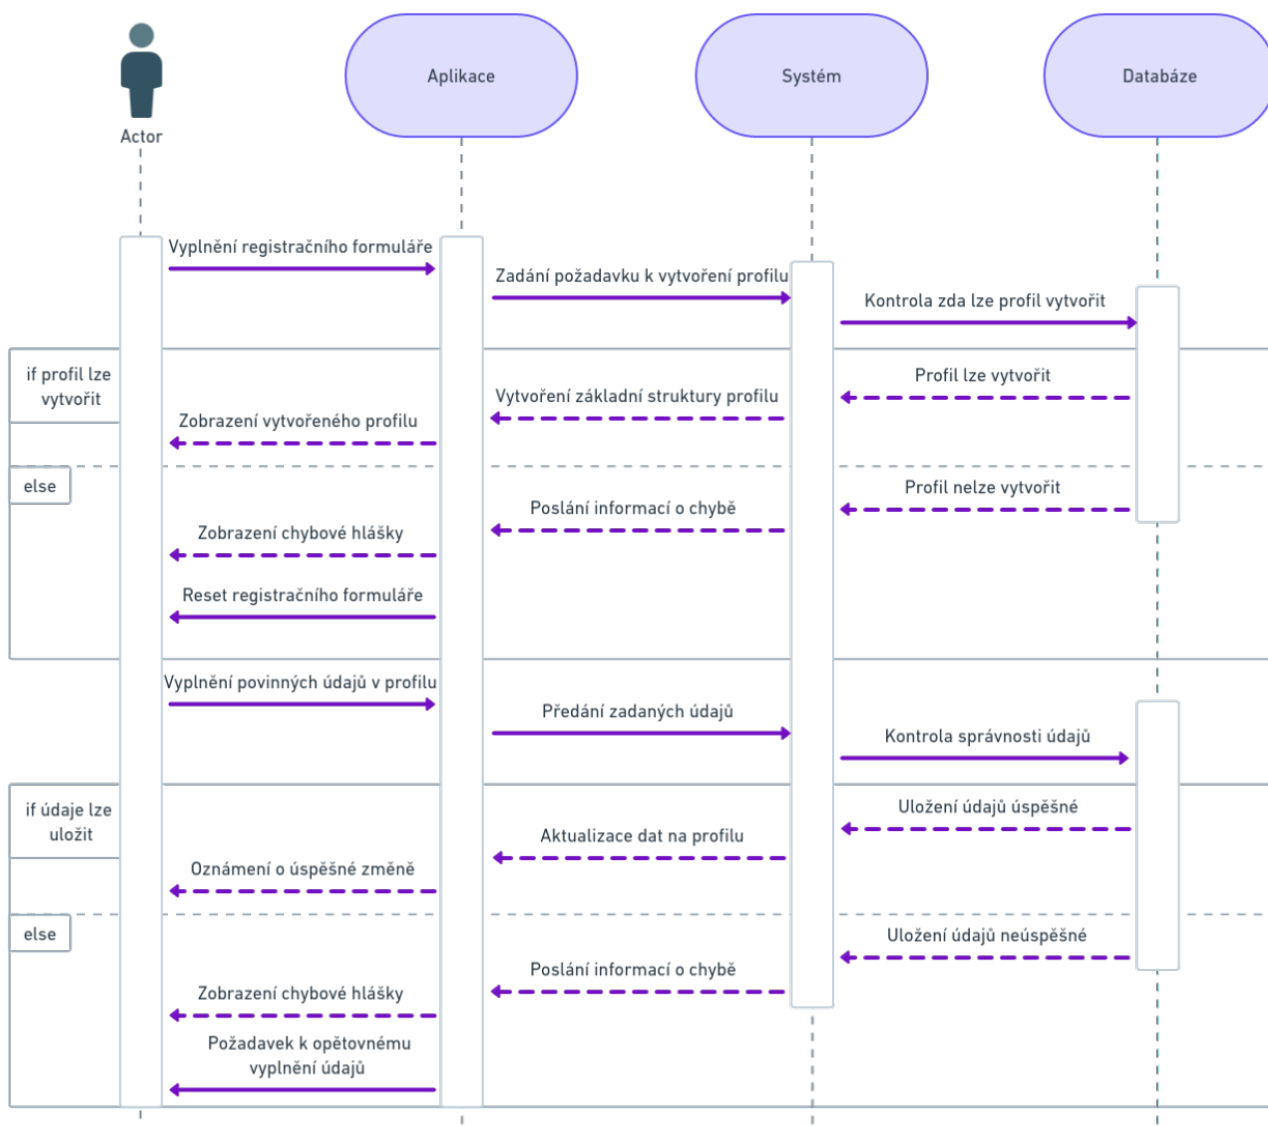 Aplikace
Systém
Databáze
Actor
Vyplnění registračního formuláře
Zadání požadavku k vytvoření profilu
Kontrola zda lze profil vytvořit
if profil lze
vytvořit
Profil lze vytvořit
Vytvoření základní struktury profilu
Zobrazení vytvořeného profilu
else
Profil nelze vytvořit
Poslání informací o chybě
Zobrazení chybové hlášky
Reset registračního formuláře
Vyplnění povinných údajů v profilu
Předání zadaných údajů
Kontrola správnosti údajů
if údaje lze
uložit
Uložení údajů úspěšné
Aktualizace dat na profilu
Oznámení o úspěšné změně
else
Uložení údajů neúspěšné
Poslání informací o chybě
Zobrazení chybové hlášky
Požadavek k opětovnému
vyplnění údajů